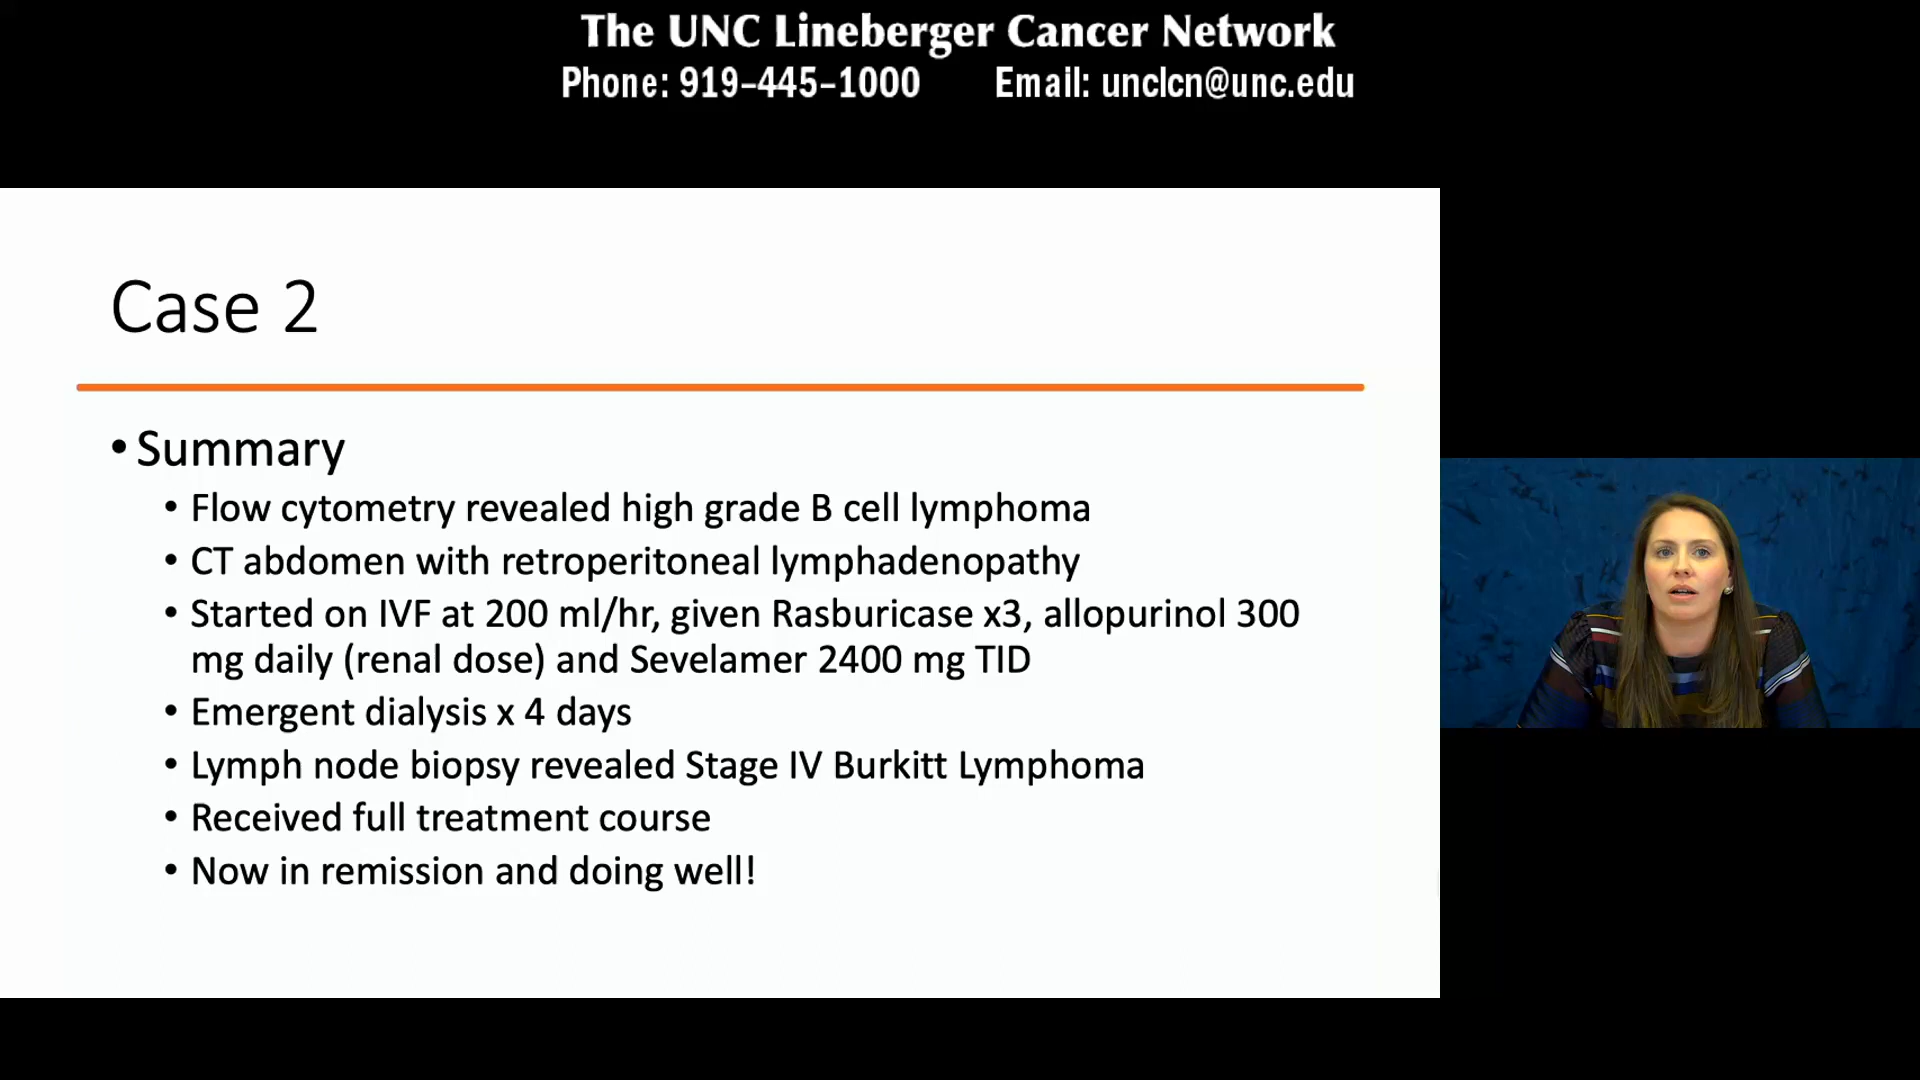 The UNC Lineberger Cancer Network
Phone: 919-445-1000 Email: unclcn@unc.edu
Case 2
• Summary
• Flow cytometry revealed high grade B cell lymphoma
• CT abdomen with retroperitoneal lymphadenopathy
• Started on IVF at 200 ml/hr, given Rasburicase x3, allopurinol 300
mg daily (renal dose) and Sevelamer 2400 mg TID
• Emergent dialysis x 4 days
• Lymph node biopsy revealed Stage IV Burkitt Lymphoma
• Received full treatment course
• Now in remission and doing well!